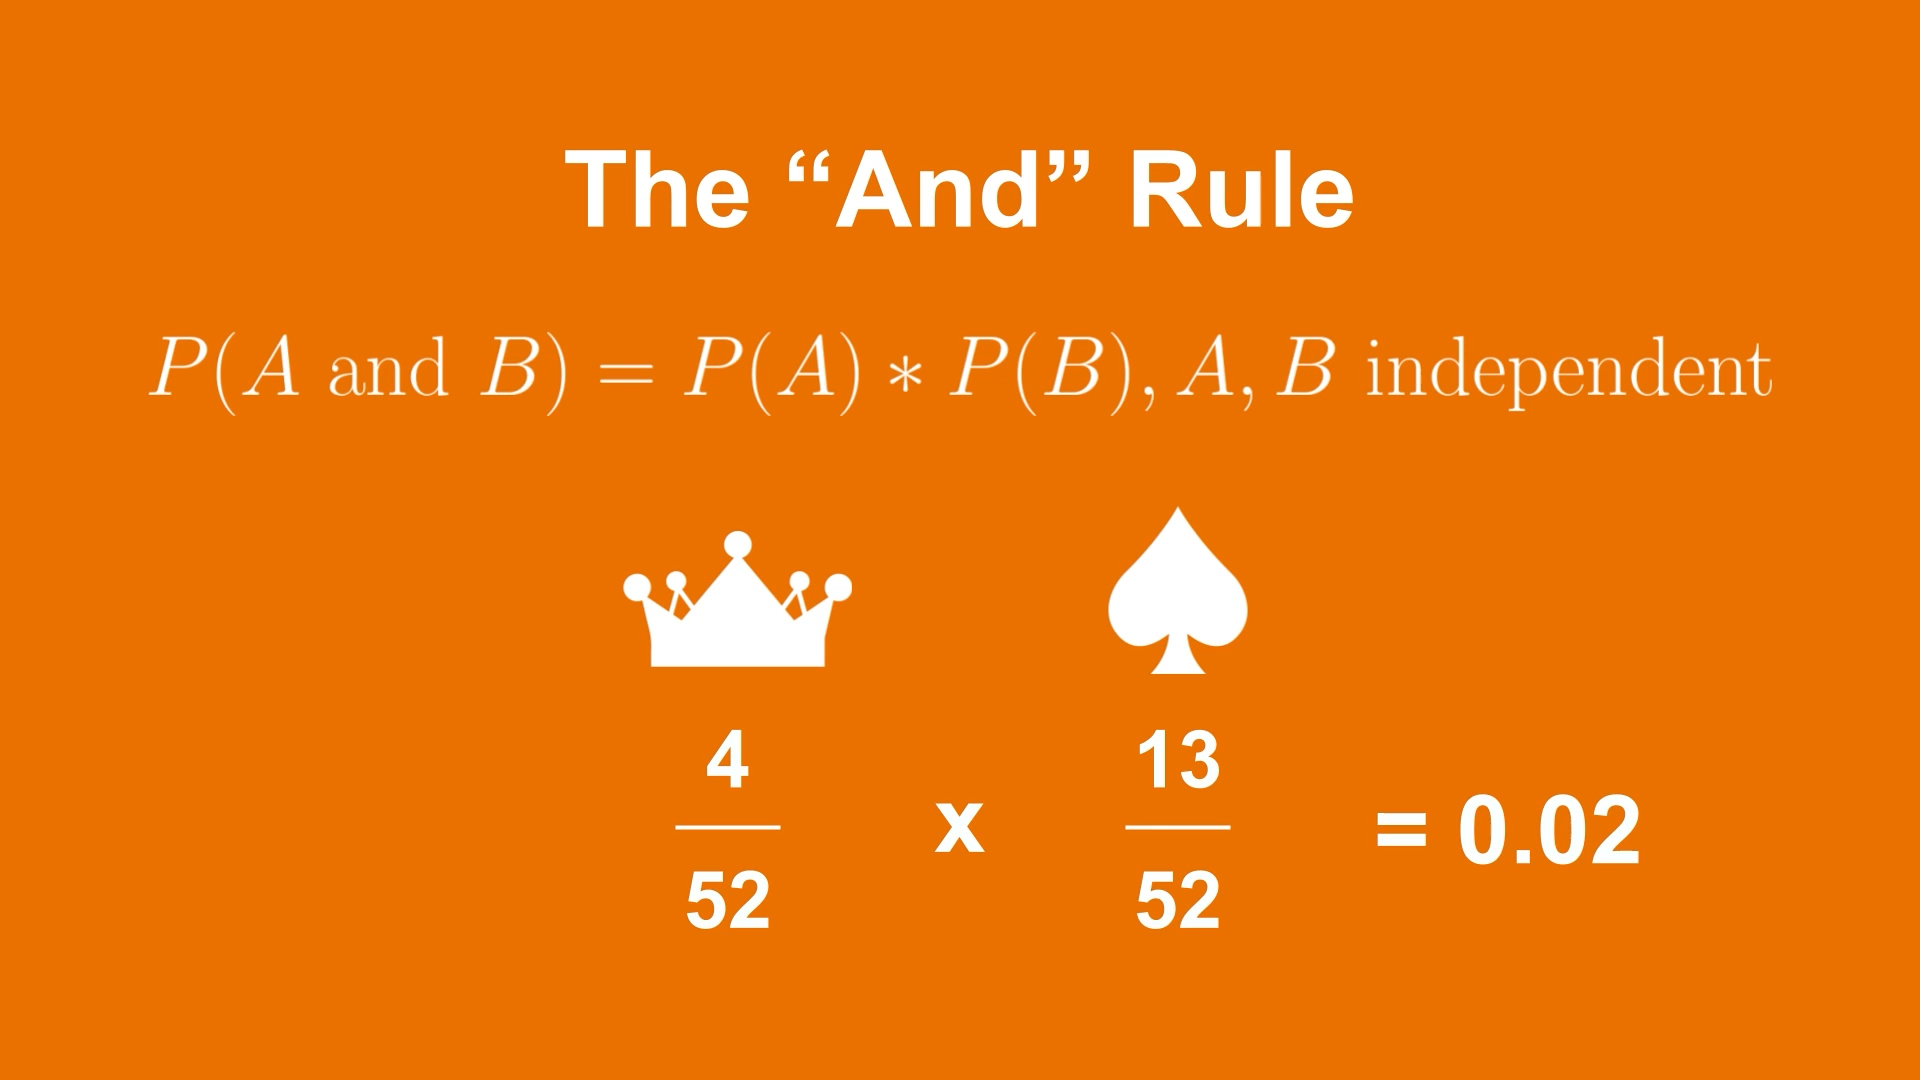 The “And” Rule
P(A and B) = P(A) * P(B), A, B independent
4
52
x
13
52
= 0.02